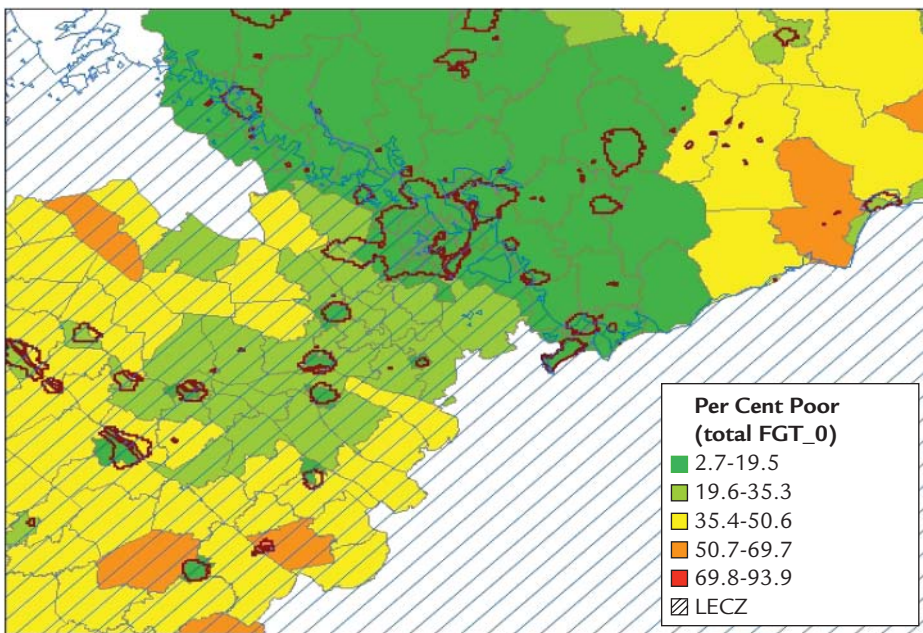 Per Cent Poor
(total FGT_0)
2.7-19.5
19.6-35.3
35.4-50.6
50.7-69.7
69.8-93.9
LECZ